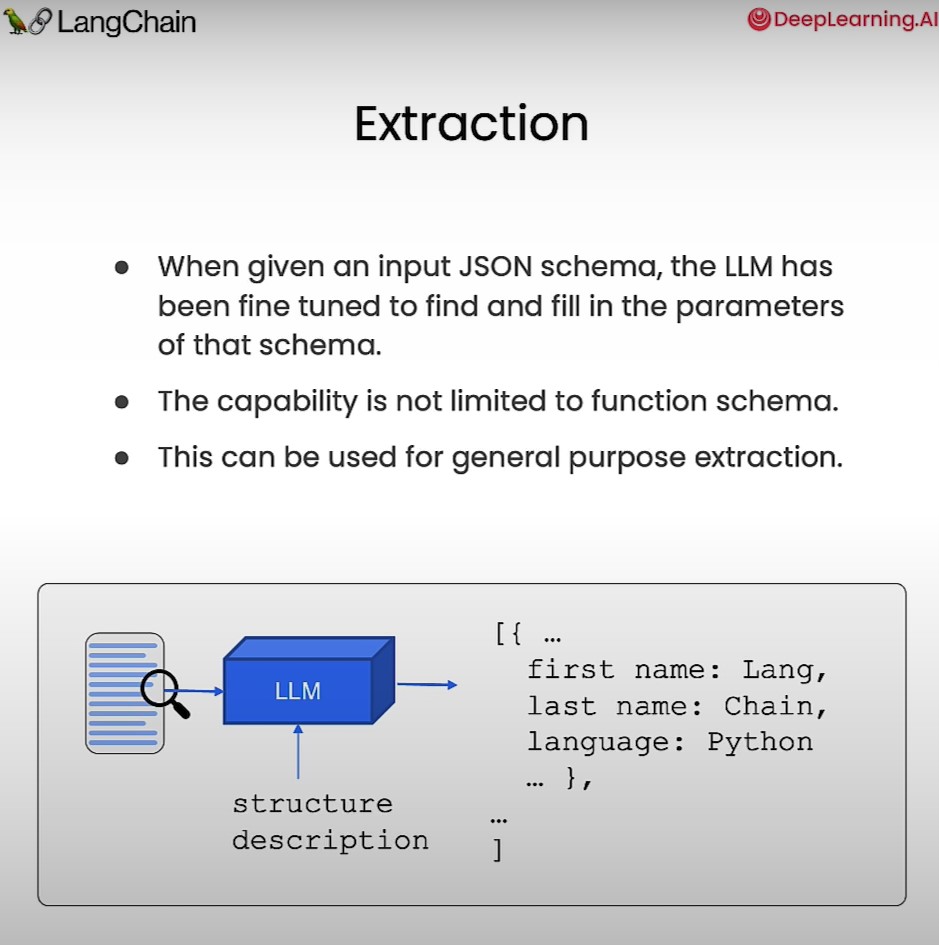 LangChain
DeepLearning.AI
Extraction
● When given an input JSON schema, the LLM has
been fine tuned to find and fill in the parameters
of that schema.
● The capability is not limited to function schema.
● This can be used for general purpose extraction.
LLM
structure
description
[{ …
first name: Lang,
last name: Chain,
language: Python
… },
…
]